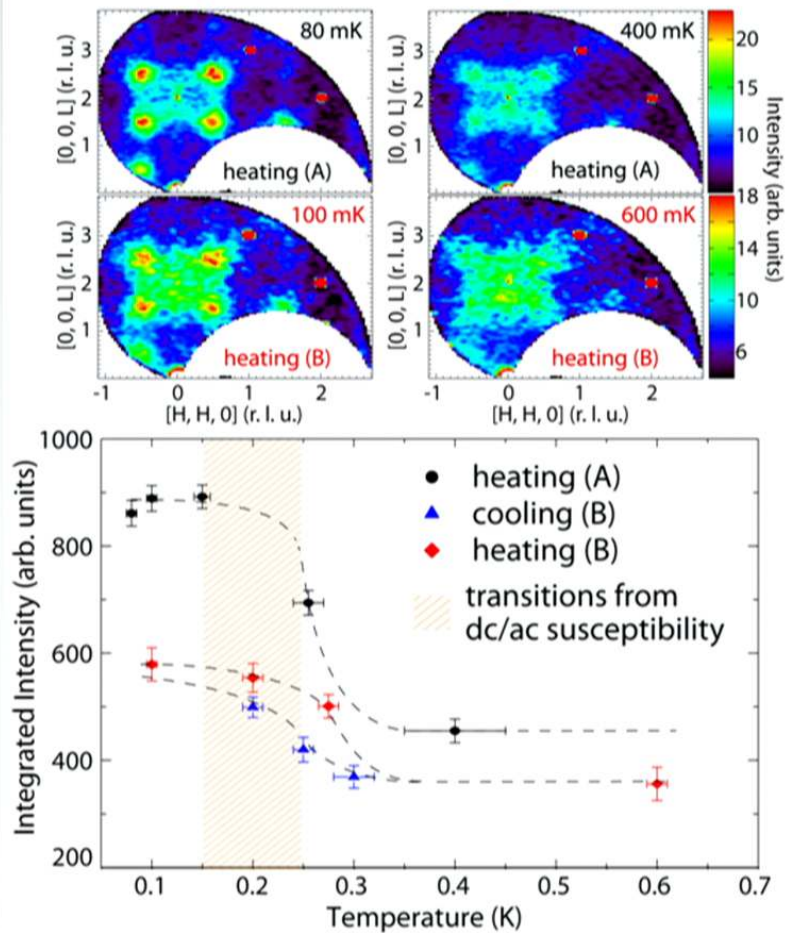 80 mK
400 mK
[0, 0, L] (r. l. u.)
3
2
1
heating (A)
[0, 0, L] (r. l. u.)
3
2
1
heating (A)
20
15
10
Intensity (arb. units)
100 mK
600 mK
[0, 0, L] (r. l. u.)
3
2
1
heating (B)
[0, 0, L] (r. l. u.)
3
2
1
heating (B)
18
14
10
6
-1 0 1 2
[H, H, 0] (r. l. u.)
-1 0 1 2
[H, H, 0] (r. l. u.)
1000
800
600
400
200
Integrated Intensity (arb. units)
heating (A)
cooling (B)
heating (B)
transitions from
dc/ac susceptibility
0.1 0.2 0.3 0.4 0.5 0.6 0.7
Temperature (K)